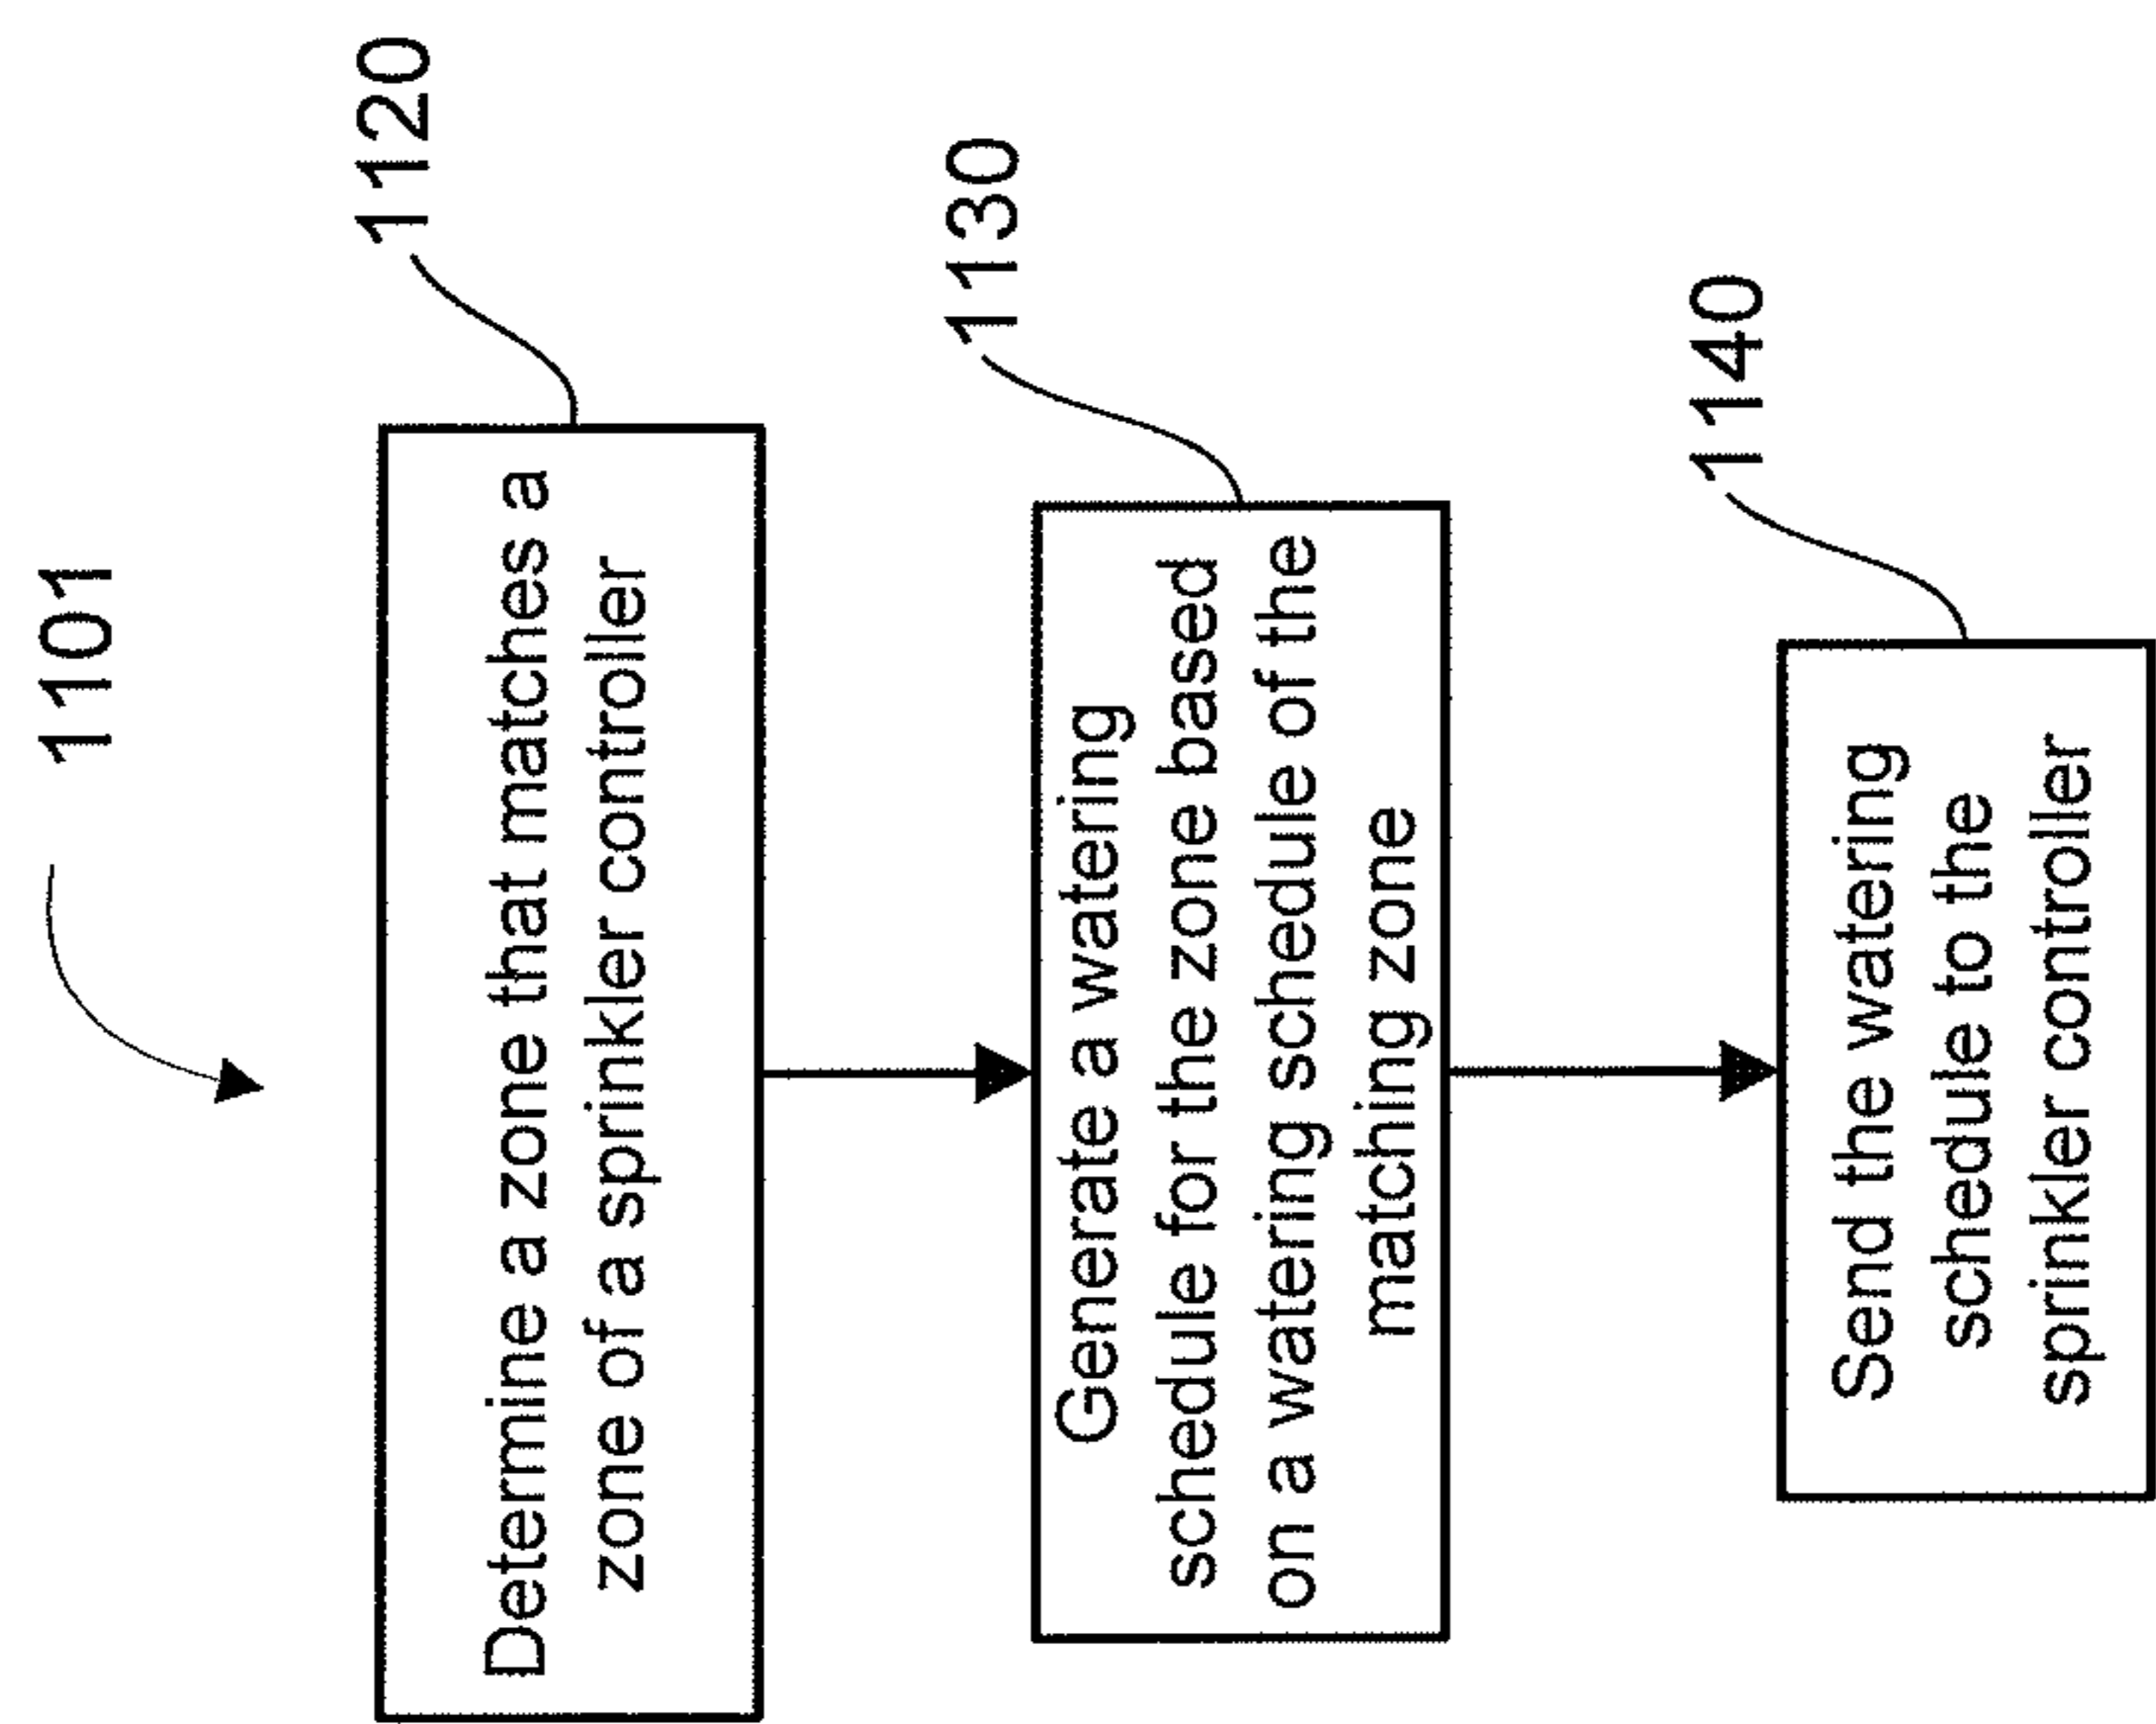 1101
1120
Determine a zone that matches a
zone of a sprinkler controller
1130
Generate a watering
schedule for the zone based
on a watering schedule of the
matching zone
1140
Send the watering
schedule to the
sprinkler controller